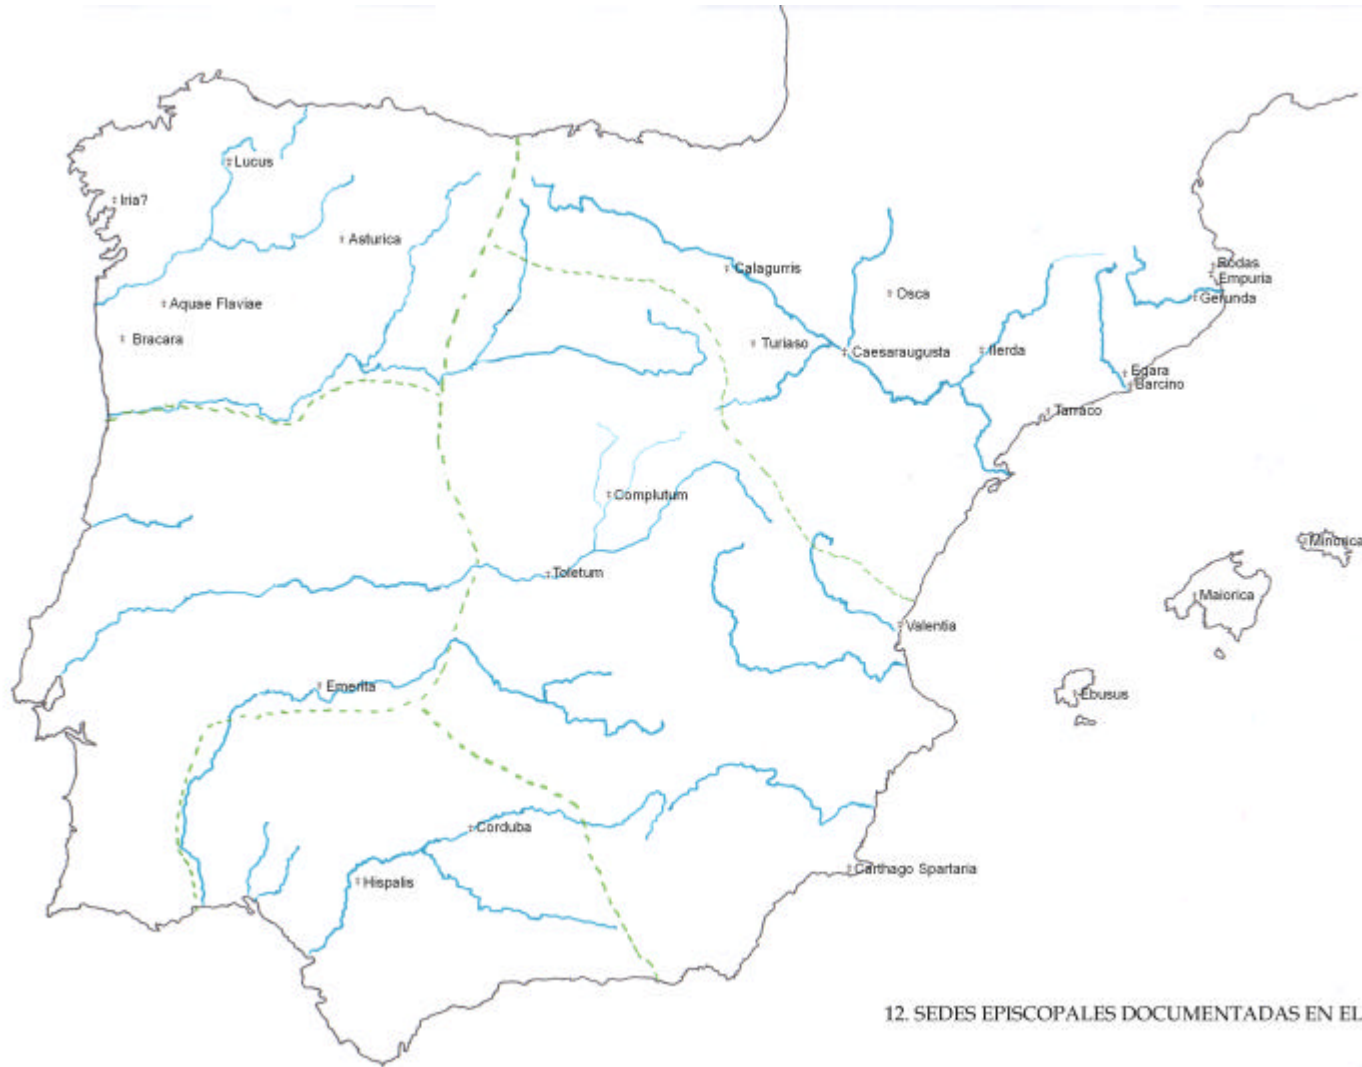 Lucus
Iria?
Asturica
Calagurris
Rodas
Empuria
Osca
Gerunda
Aquae Flaviae
Bracara
Turiaso
Caesaraugusta
Ilerda
Egara
Barcino
Tarraco
Complutum
Minorica
Toletum
Maiorica
Valentia
Emerita
Ebusus
Corduba
Carthago Spartaria
Hispalis
12. SEDES EPISCOPALES DOCUMENTADAS EN EL